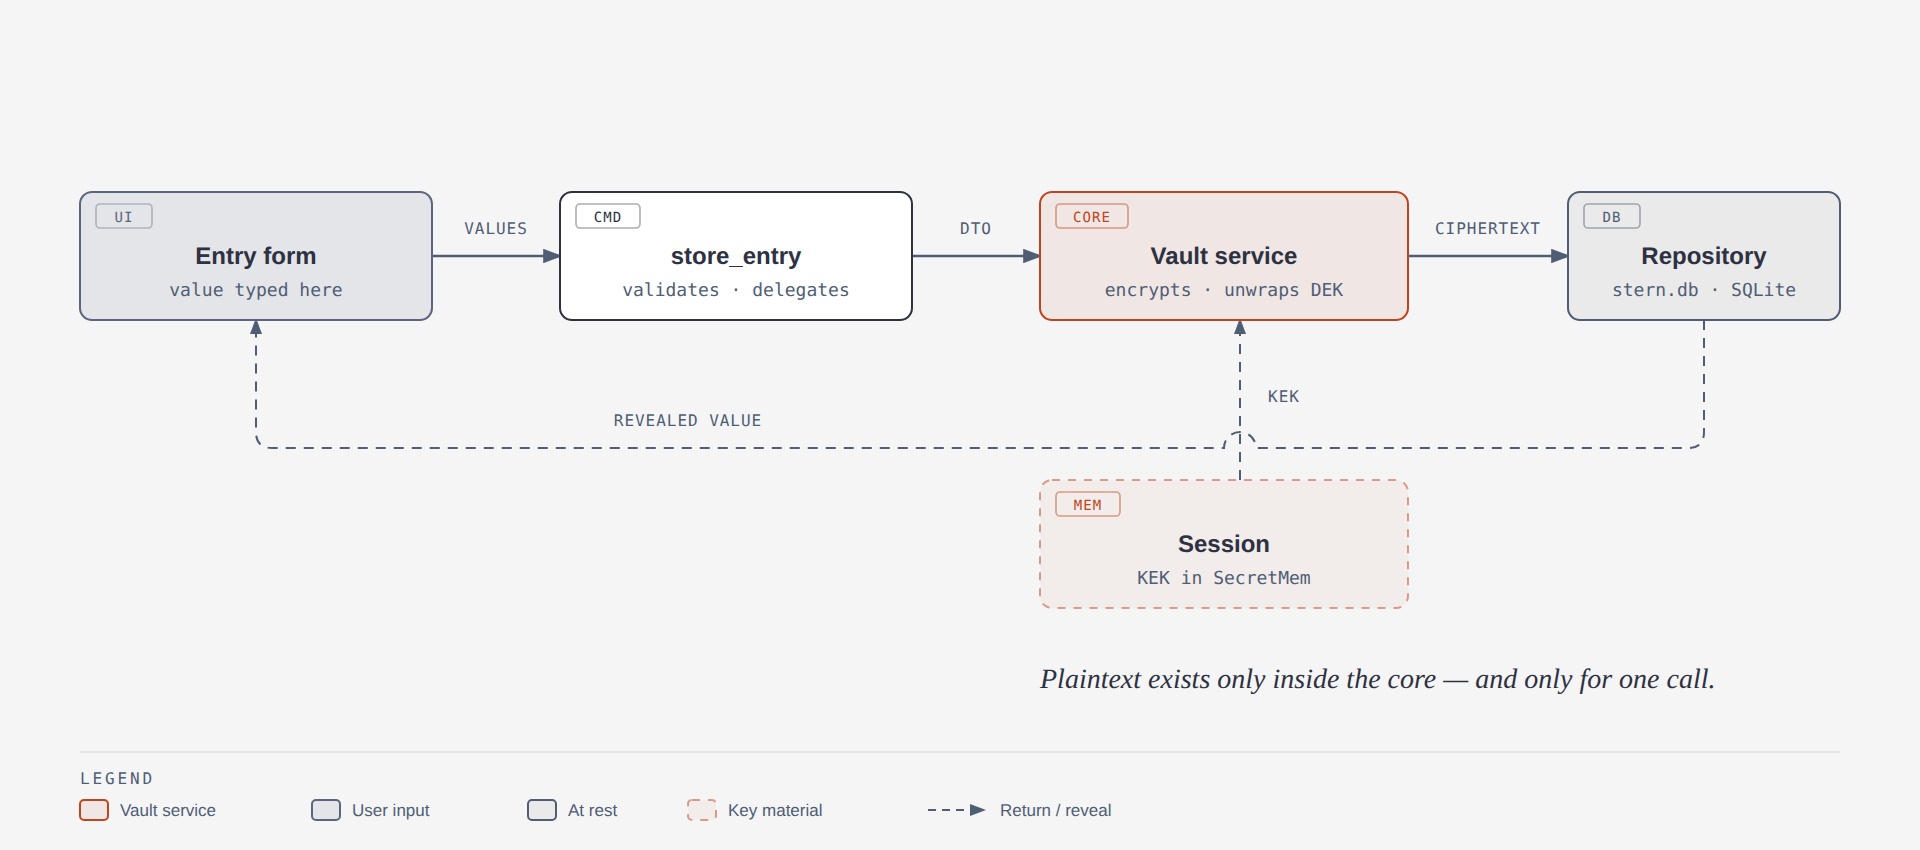 UI
Entry form
value typed here
VALUES
CMD
store_entry
validates · delegates
DTO
CORE
Vault service
encrypts · unwraps DEK
CIPHERTEXT
DB
Repository
stern.db · SQLite
KEK
REVEALED VALUE
MEM
Session
KEK in SecretMem
Plaintext exists only inside the core — and only for one call.
LEGEND
Vault service
User input
At rest
Key material
Return / reveal